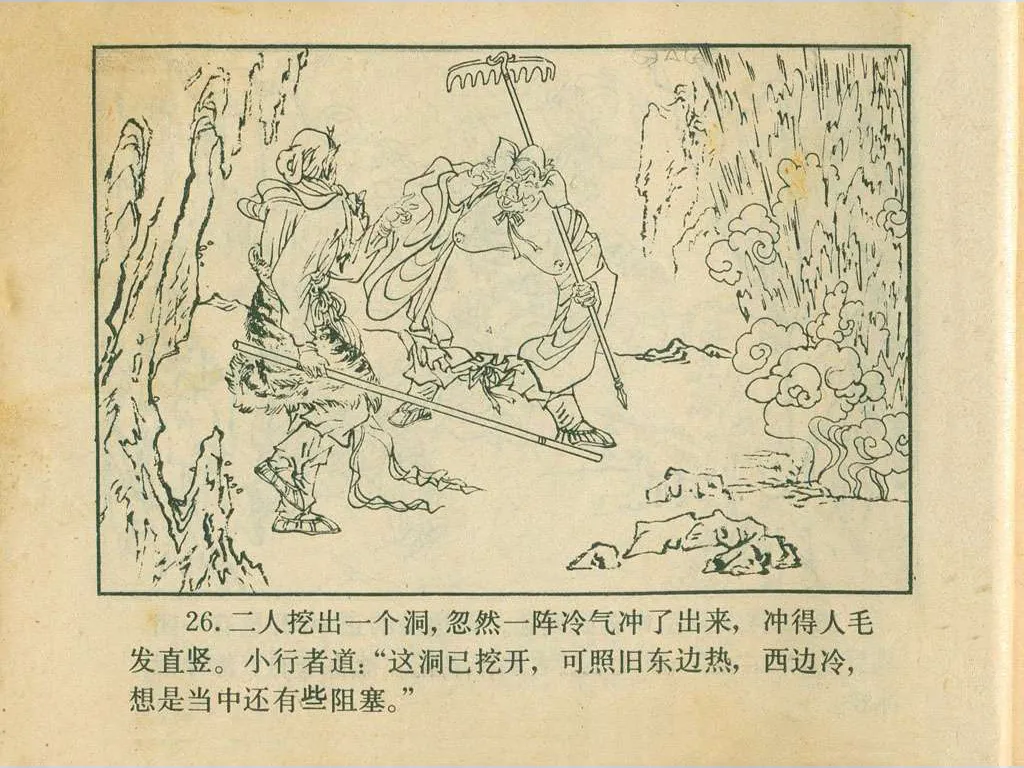 26. 二人挖出一个洞，忽然一阵冷气冲了出来，冲得人毛
发直竖。小行者道：“这洞已挖开，可照旧东边热，西边冷，
想是当中还有些阻塞。”